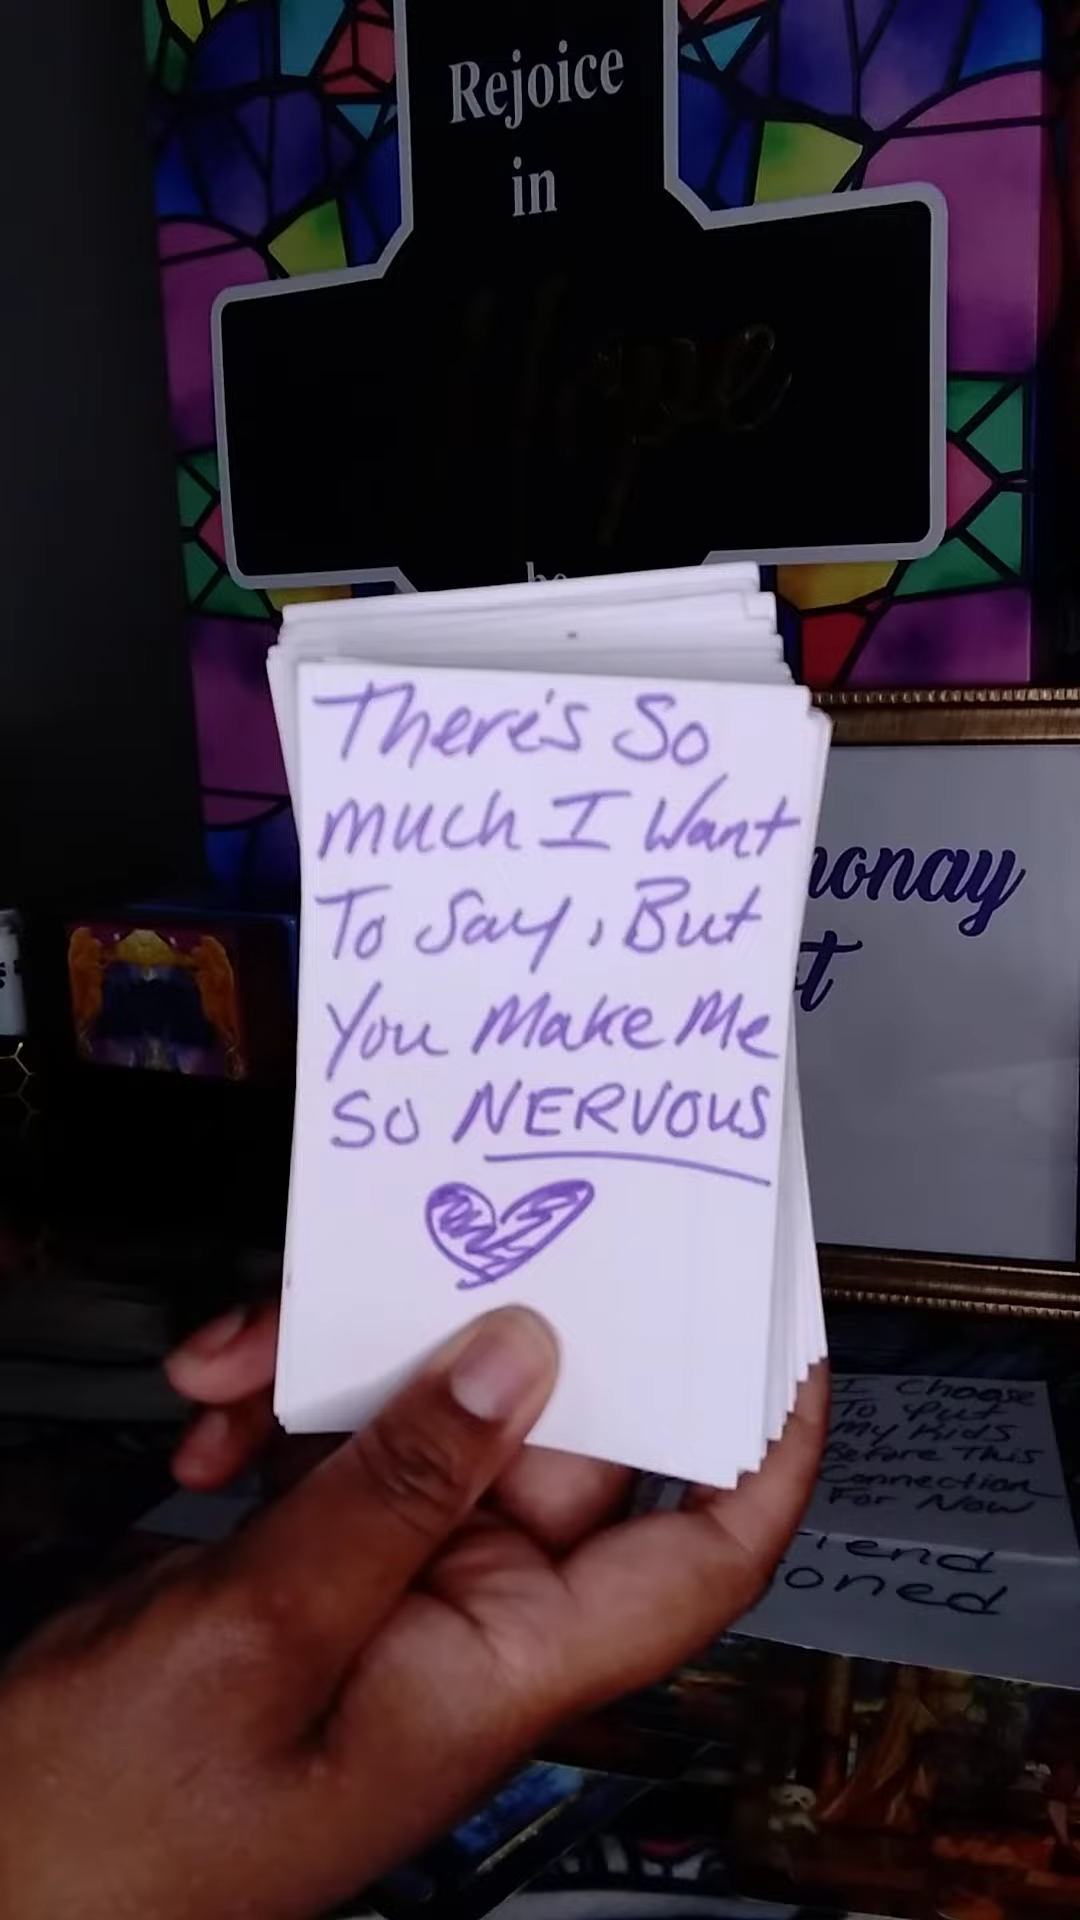 Rejoice
in
Hope
There's So
Much I Want
To Say, But
You Make Me
So NERVOUS
I Choose
To Put
My Kids
Before This
Connection
For Now